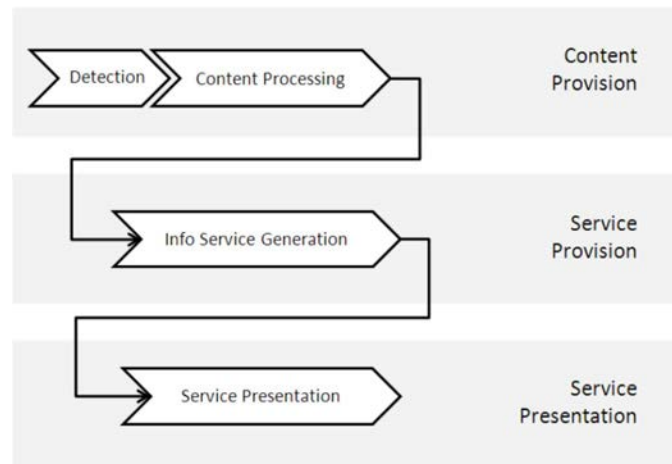 Detection
Content Processing
Content
Provision
Info Service Generation
Service
Provision
Service Presentation
Service
Presentation